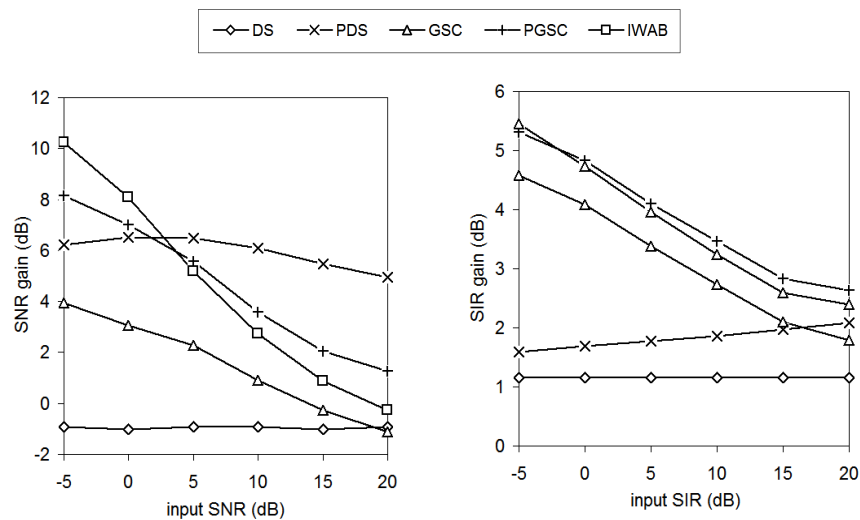 DS PDS GSC PGSC IWAB
SNR gain (dB)
12
10
8
6
4
2
0
-2
-5 0 5 10 15 20
input SNR (dB)
SIR gain (dB)
6
5
4
3
2
1
0
-5 0 5 10 15 20
input SIR (dB)